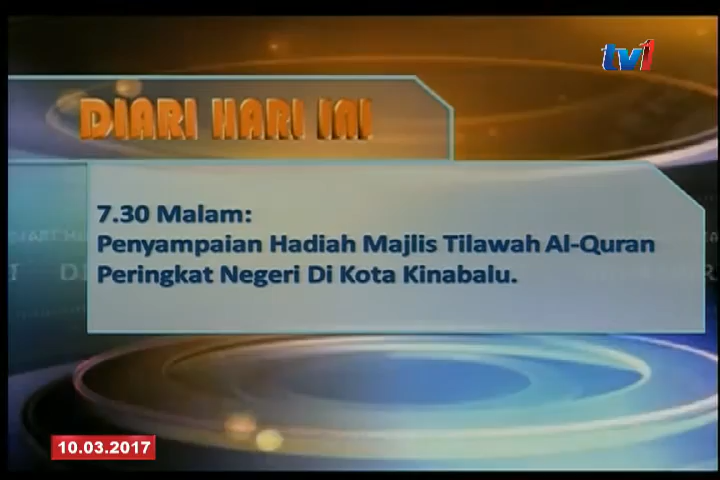 tv1
DIARI HARI INI
7.30 Malam:
Penyampaian Hadiah Majlis Tilawah Al-Quran
Peringkat Negeri Di Kota Kinabalu.
10.03.2017